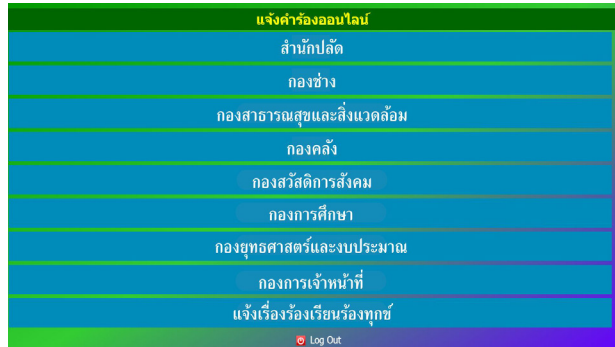 แจ้งคำร้องออนไลน์
สำนักปลัด
กองช่าง
กองสาธารณสุขและสิ่งแวดล้อม
กองคลัง
กองสวัสดิการสังคม
กองการศึกษา
กองยุทธศาสตร์และงบประมาณ
กองการเจ้าหน้าที่
แจ้งเรื่องร้องเรียนร้องทุกข์
Log Out